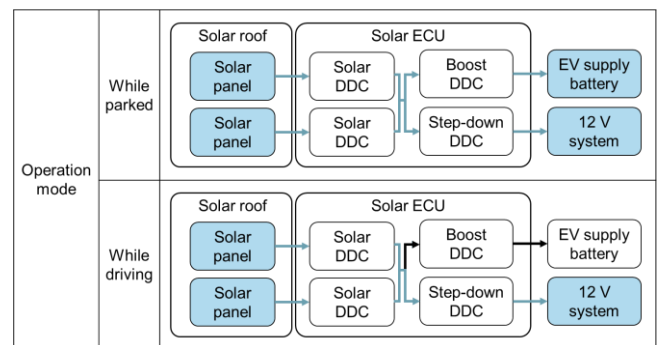 Operation
mode
While
parked
Solar roof
Solar ECU
Solar
panel
Solar
DDC
Boost
DDC
EV supply
battery
Solar
panel
Solar
DDC
Step-down
DDC
12 V
system
While
driving
Solar roof
Solar ECU
Solar
panel
Solar
DDC
Boost
DDC
EV supply
battery
Solar
panel
Solar
DDC
Step-down
DDC
12 V
system